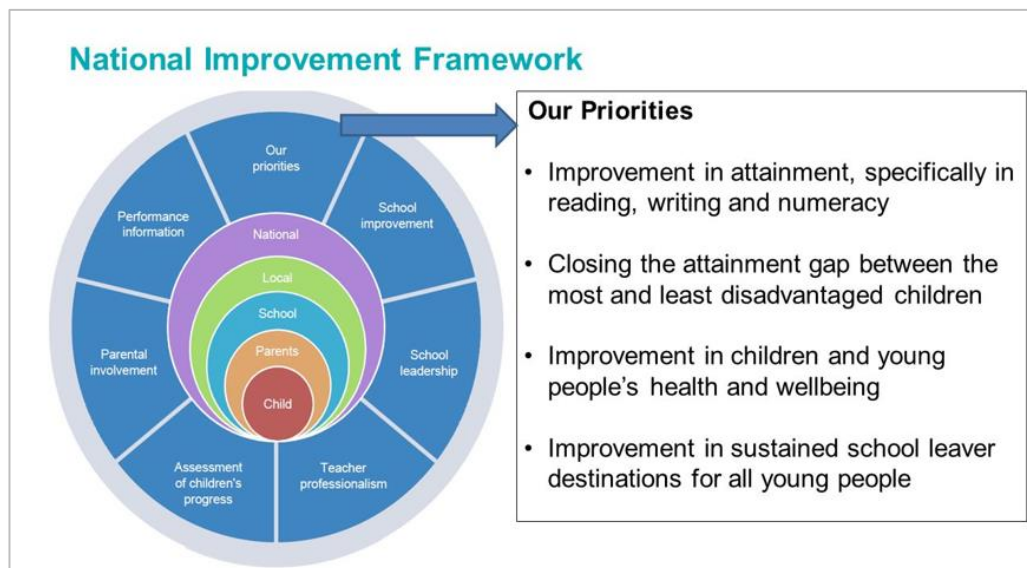 National Improvement Framework
Our
priorities
School
improvement
School
leadership
Teacher
professionalism
Assessment
of children's
progress
Parental
involvement
Performance
information
National
Local
School
Parents
Child
Our Priorities
• Improvement in attainment, specifically in
reading, writing and numeracy
• Closing the attainment gap between the
most and least disadvantaged children
• Improvement in children and young
people's health and wellbeing
• Improvement in sustained school leaver
destinations for all young people